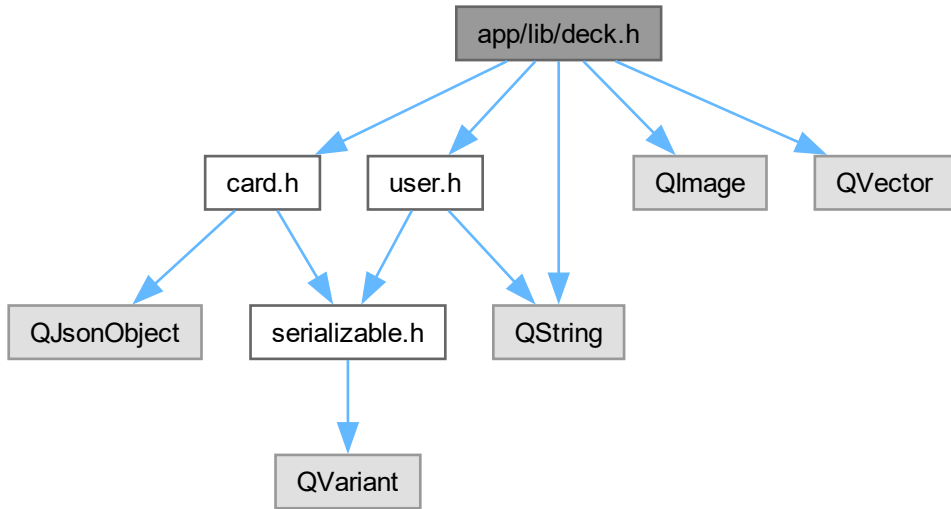 app/lib/deck.h
card.h
user.h
QImage
QVector
QJsonObject
serializable.h
QString
QVariant